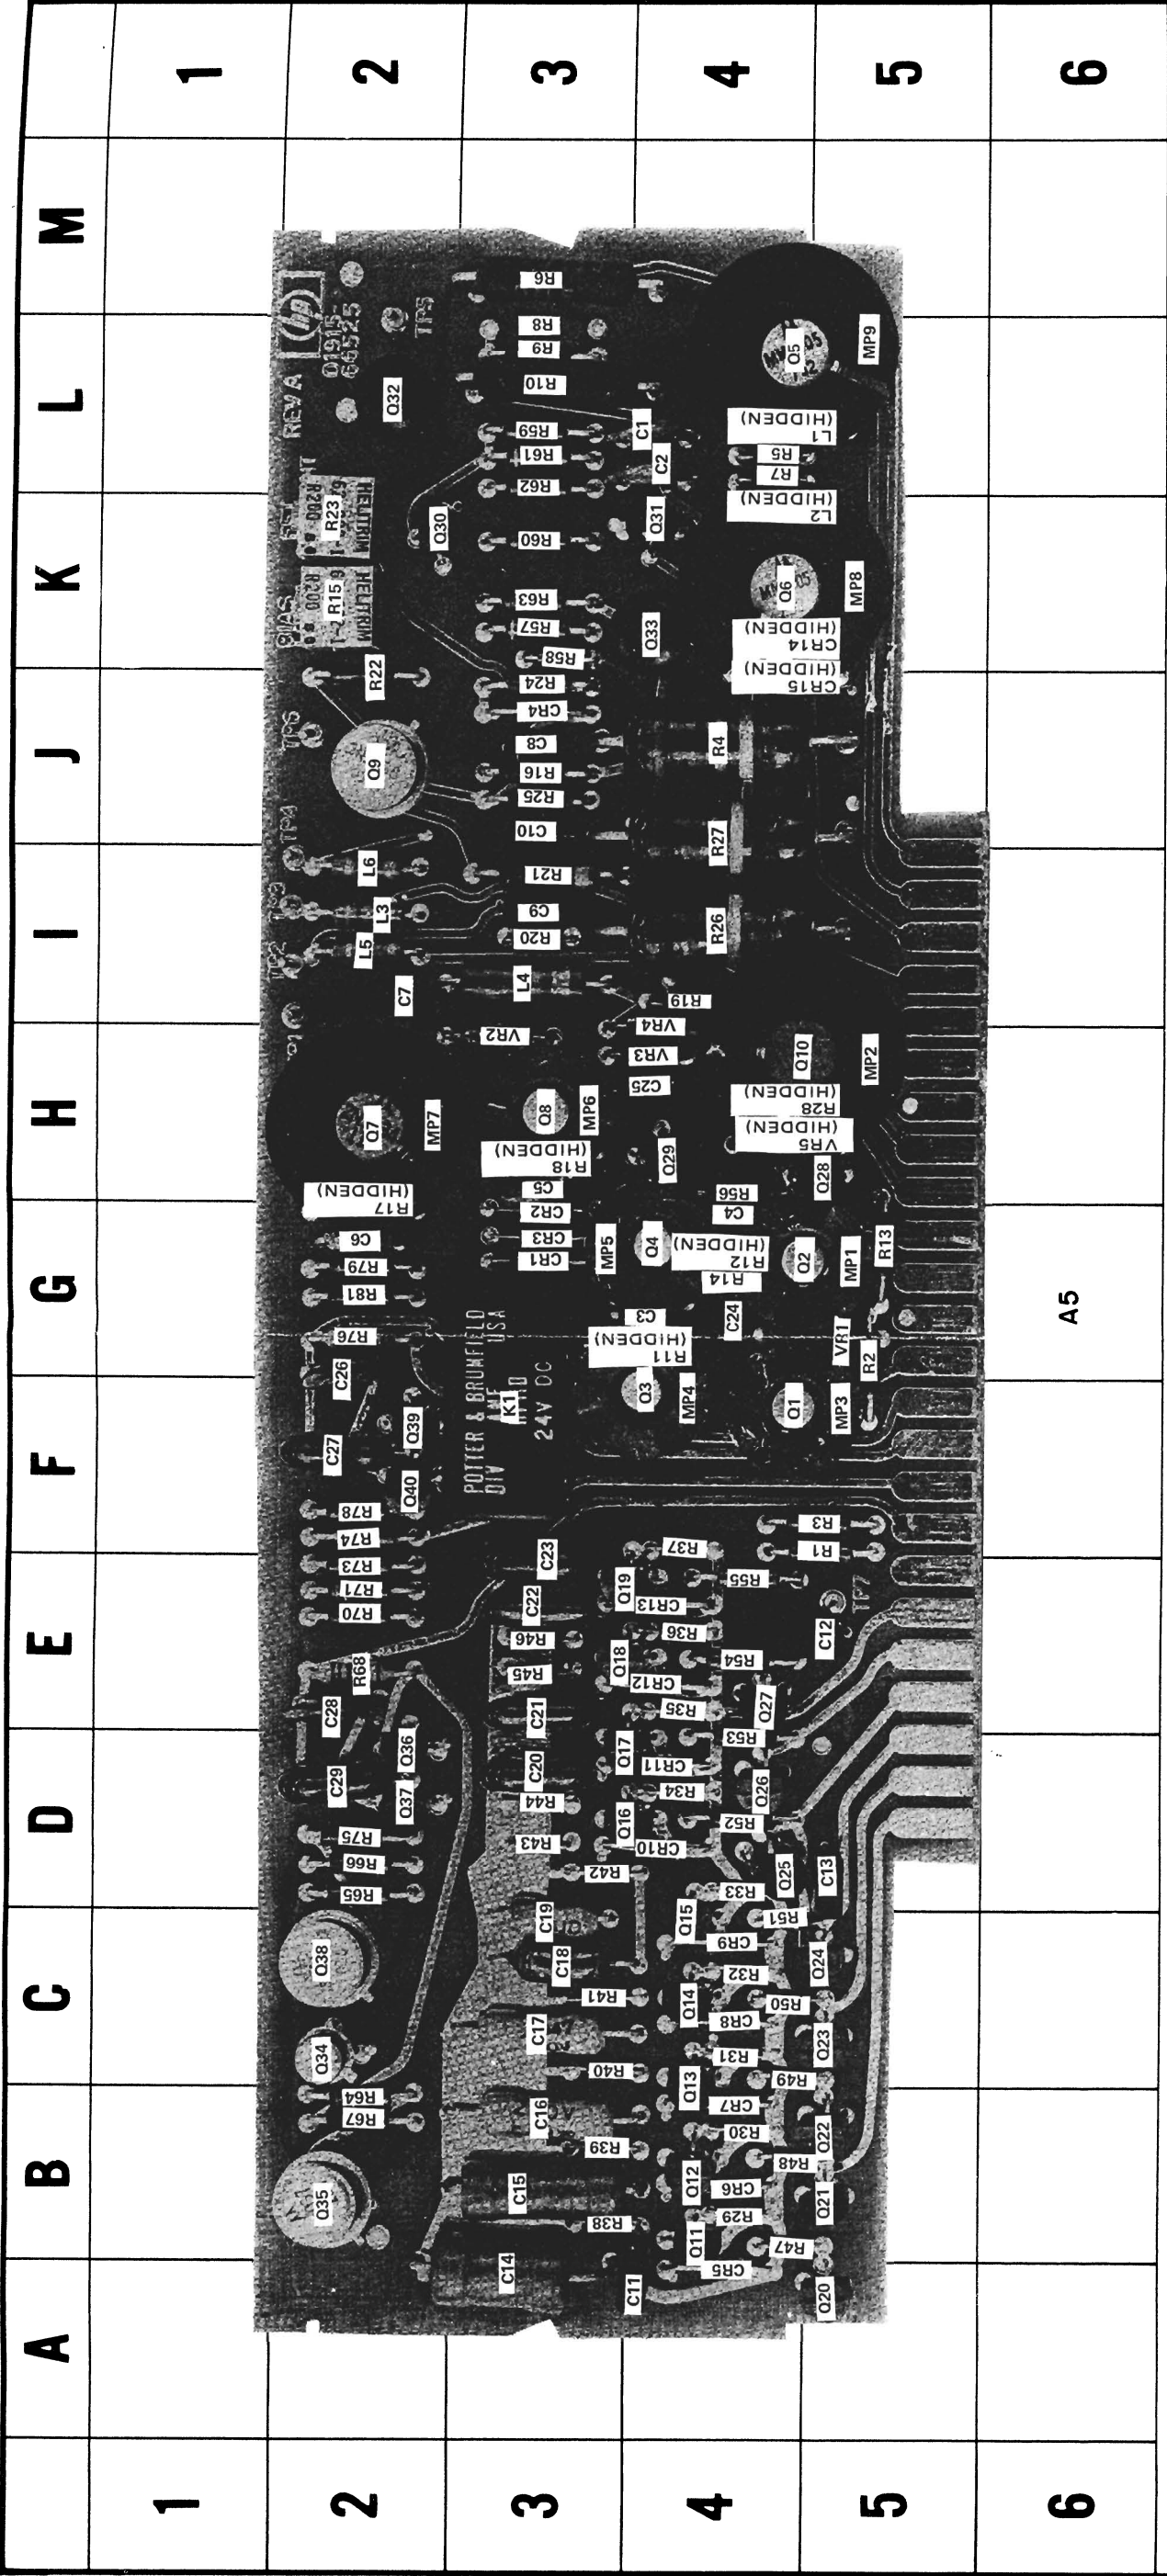 1 2 3 4 5 6
M
L
K
J
I
H
G
F
E
D
C
B
A
1 2 3 4 5 6
A5
hp
REV A
01915-
66525
TP5
R6
R8
R9
R10
Q32
Q5
MP9
R59
R61
R62
C1
C2
L1
(HIDDEN)
R5
R7
L2
(HIDDEN)
R23
HELITRIM
R200
Q30
Q31
R60
R15
HELITRIM
R200
R63
R57
R58
Q33
Q6
MP8
CR14
(HIDDEN)
CR15
(HIDDEN)
R22
R24
CR4
C8
R16
R25
C10
Q9
R4
R27
TP4
L6
R21
C9
R20
L3
L5
R26
TP2
L4
C7
R19
VR2
VR4
VR3
C25
Q10
MP2
Q7
MP7
Q8
MP6
R28
(HIDDEN)
VR5
(HIDDEN)
R18
(HIDDEN)
Q29
Q28
R17
(HIDDEN)
C5
R56
CR2
C4
C6
R79
CR3
CR1
MP5
Q4
R12
(HIDDEN)
R14
Q2
MP1
R13
R81
R76
C3
R11
(HIDDEN)
C24
VR1
R2
C26
POTTER & BRUMFIELD
DIV AMF USA
K1
24V DC
Q3
MP4
Q1
MP3
Q39
C27
Q40
R78
R74
R3
R73
C23
R37
R1
R71
R70
C22
Q19
R55
TP7
CR13
C12
R46
R36
R68
R45
Q18
R54
CR12
C28
C21
R35
Q27
Q36
Q17
R53
C29
C20
CR11
R34
Q26
Q37
R44
Q16
R52
R75
R43
CR10
R66
R42
Q25
C13
R65
R33
C19
Q15
R51
Q38
C18
CR9
R32
Q24
R41
Q14
R50
C17
CR8
Q34
R31
Q23
R40
R49
R64
Q13
R67
C16
CR7
R30
Q22
R39
R48
Q12
CR6
C15
Q21
Q35
R38
R29
Q11
R47
C14
CR5
C11
Q20